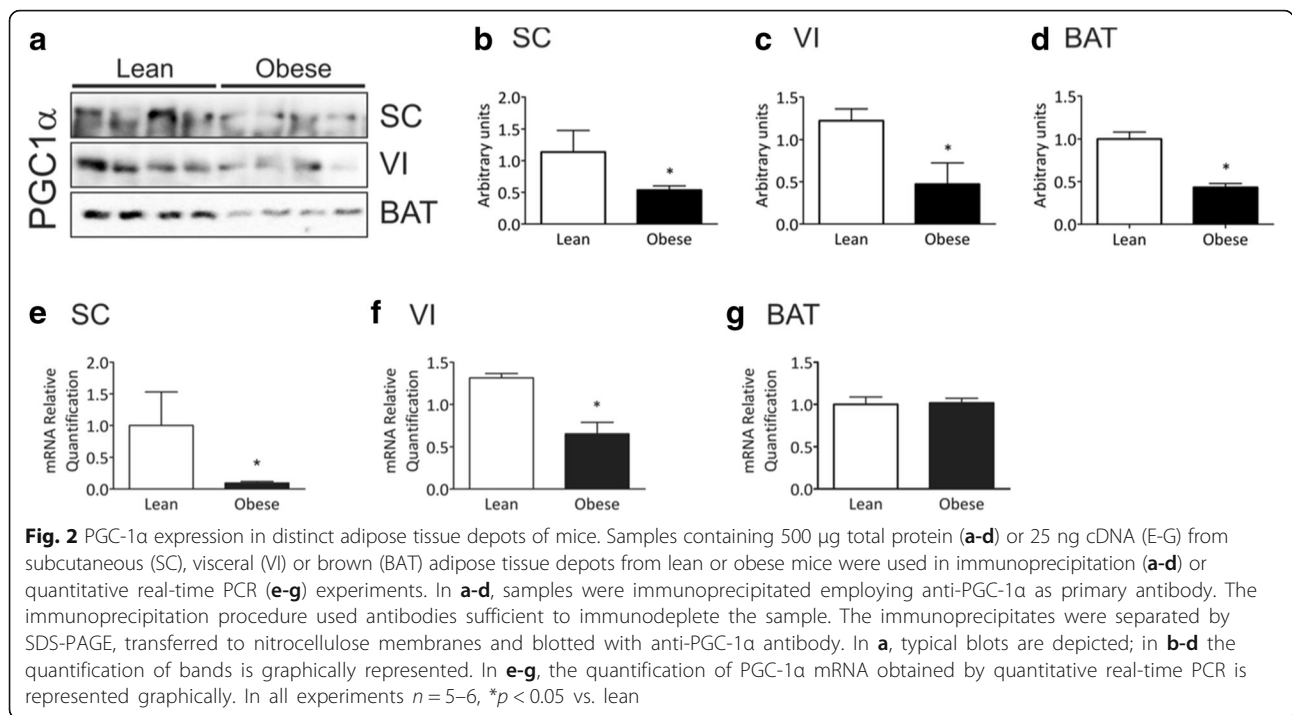 a
Lean Obese
PGC1α
SC
VI
BAT
b SC
Arbitrary units
2.0
1.5
1.0
0.5
0.0
*
Lean Obese
c VI
Arbitrary units
1.5
1.0
0.5
0.0
*
Lean Obese
d BAT
Arbitrary units
1.5
1.0
0.5
0.0
*
Lean Obese
e SC
mRNA Relative
Quantification
2.0
1.5
1.0
0.5
0.0
*
Lean Obese
f VI
mRNA Relative
Quantification
1.5
1.0
0.5
0.0
*
Lean Obese
g BAT
mRNA Relative
Quantification
1.5
1.0
0.5
0.0
Lean Obese
Fig. 2 PGC-1α expression in distinct adipose tissue depots of mice. Samples containing 500 μg total protein (a-d) or 25 ng cDNA (E-G) from
subcutaneous (SC), visceral (VI) or brown (BAT) adipose tissue depots from lean or obese mice were used in immunoprecipitation (a-d) or
quantitative real-time PCR (e-g) experiments. In a-d, samples were immunoprecipitated employing anti-PGC-1α as primary antibody. The
immunoprecipitation procedure used antibodies sufficient to immunodeplete the sample. The immunoprecipitates were separated by
SDS-PAGE, transferred to nitrocellulose membranes and blotted with anti-PGC-1α antibody. In a, typical blots are depicted; in b-d the
quantification of bands is graphically represented. In e-g, the quantification of PGC-1α mRNA obtained by quantitative real-time PCR is
represented graphically. In all experiments n = 5–6, *p < 0.05 vs. lean